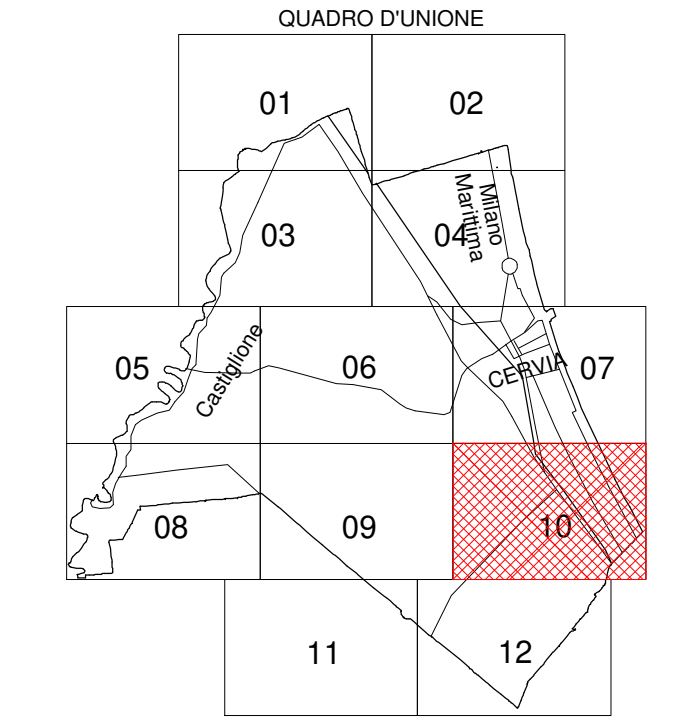 QUADRO D'UNIONE
01
02
03
04
Milano
Marittima
05
Castiglione
06
CERVIA
07
08
09
10
11
12